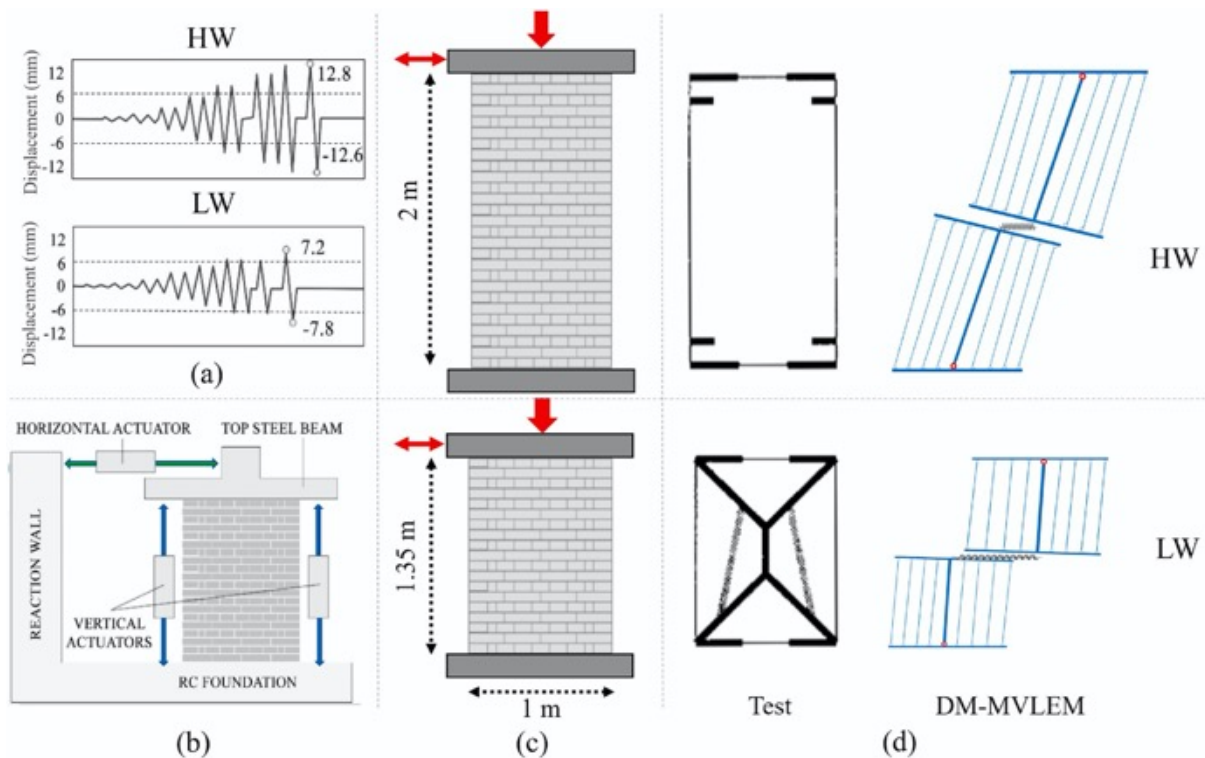 HW
Displacement (mm)
12
6
0
-6
-12
12.8
-12.6
LW
Displacement (mm)
12
6
0
-6
-12
7.2
-7.8
(a)
HORIZONTAL ACTUATOR
TOP STEEL BEAM
REACTION WALL
VERTICAL
ACTUATORS
RC FOUNDATION
(b)
2 m
1.35 m
1 m
(c)
HW
LW
Test
DM-MVLEM
(d)